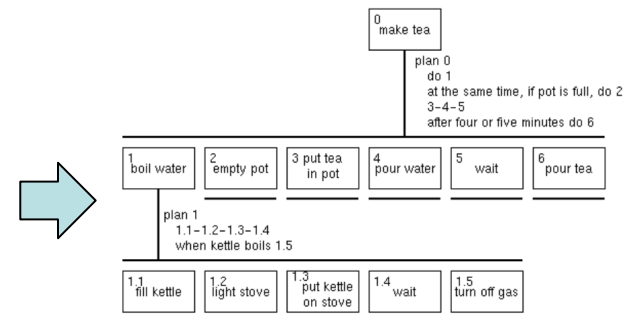 0
make tea
plan 0
do 1
at the same time, if pot is full, do 2
3-4-5
after four or five minutes do 6
1
boil water
2
empty pot
3 put tea
in pot
4
pour water
5
wait
6
pour tea
plan 1
1.1-1.2-1.3-1.4
when kettle boils 1.5
1.1
fill kettle
1.2
light stove
1.3
put kettle
on stove
1.4
wait
1.5
turn off gas